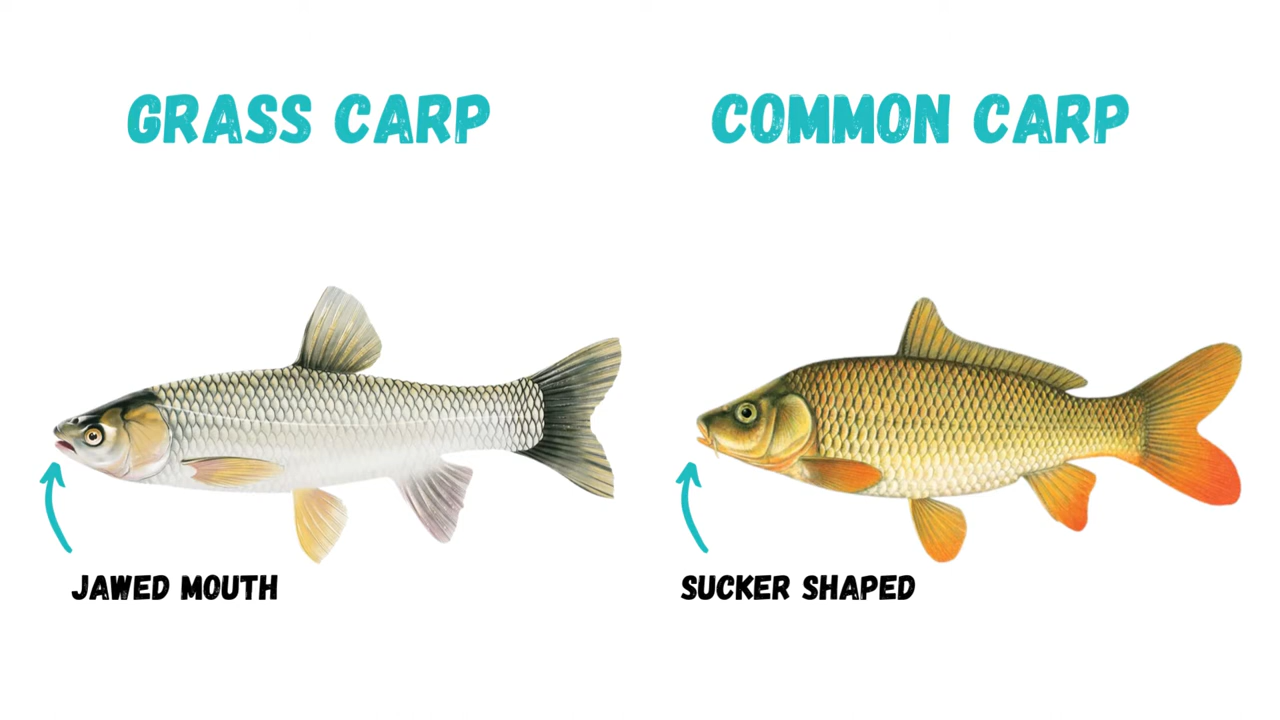 GRASS CARP
COMMON CARP
JAWED MOUTH
SUCKER SHAPED